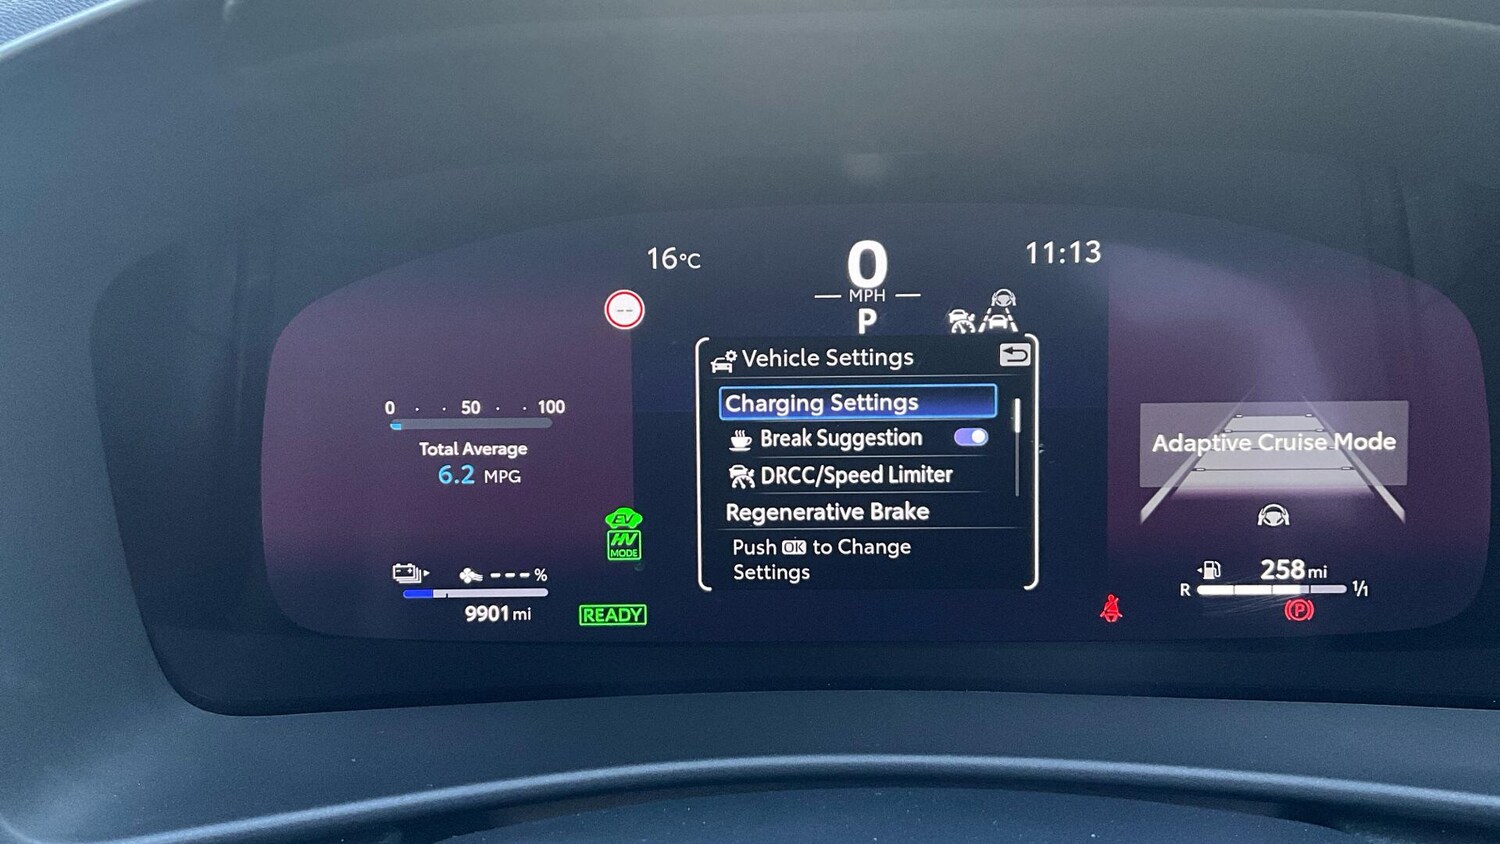 16°C
0
MPH
P
11:13
--
Vehicle Settings
Charging Settings
Break Suggestion
DRCC/Speed Limiter
Regenerative Brake
Push OK to Change
Settings
0 · · 50 · · 100
Total Average
6.2 MPG
EV
HV
MODE
---%
9901 mi
READY
Adaptive Cruise Mode
258 mi
R 1/1
P